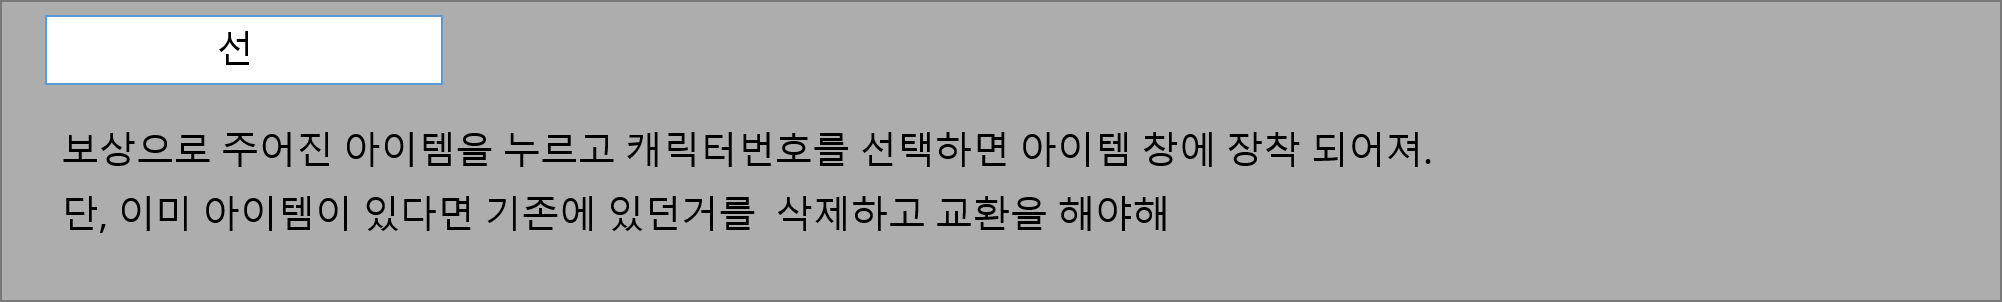 선
보상으로 주어진 아이템을 누르고 캐릭터번호를 선택하면 아이템 창에 장착 되어져.
단, 이미 아이템이 있다면 기존에 있던거를  삭제하고 교환을 해야해